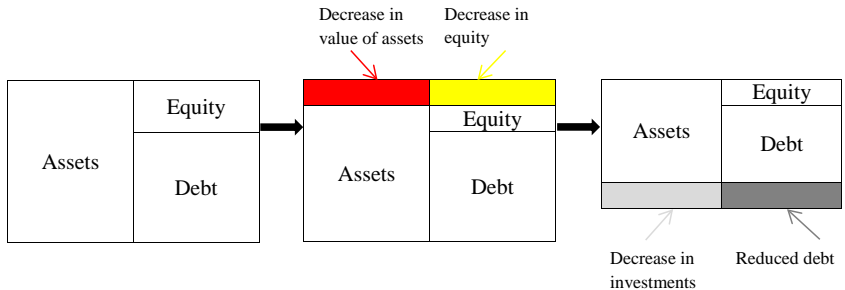 Decrease in
value of assets
Decrease in
equity
Assets
Equity
Debt
Assets
Equity
Debt
Assets
Equity
Debt
Decrease in
investments
Reduced debt